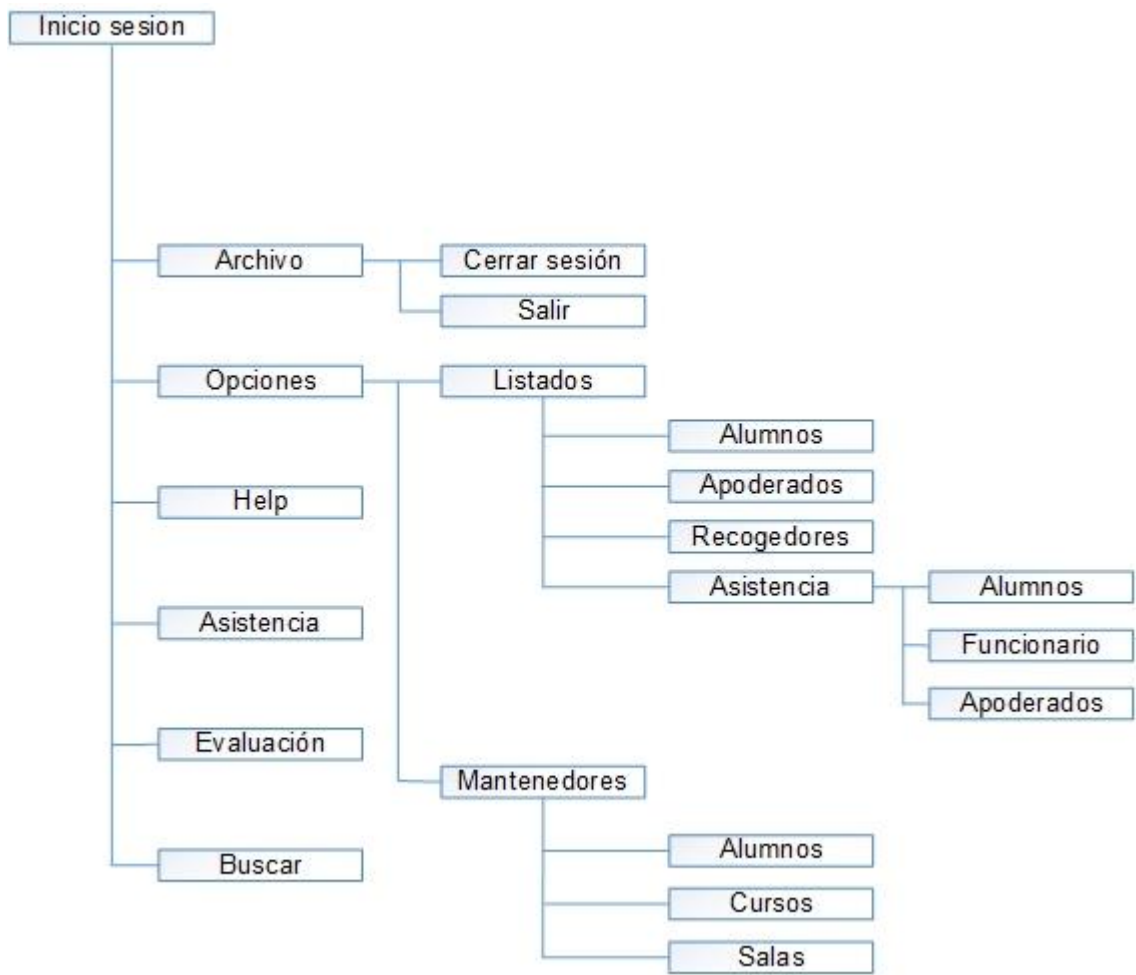 Inicio sesion
Archivo
Cerrar sesión
Salir
Opciones
Listados
Alumnos
Apoderados
Recogedores
Asistencia
Alumnos
Funcionario
Apoderados
Mantenedores
Alumnos
Cursos
Salas
Help
Asistencia
Evaluación
Buscar